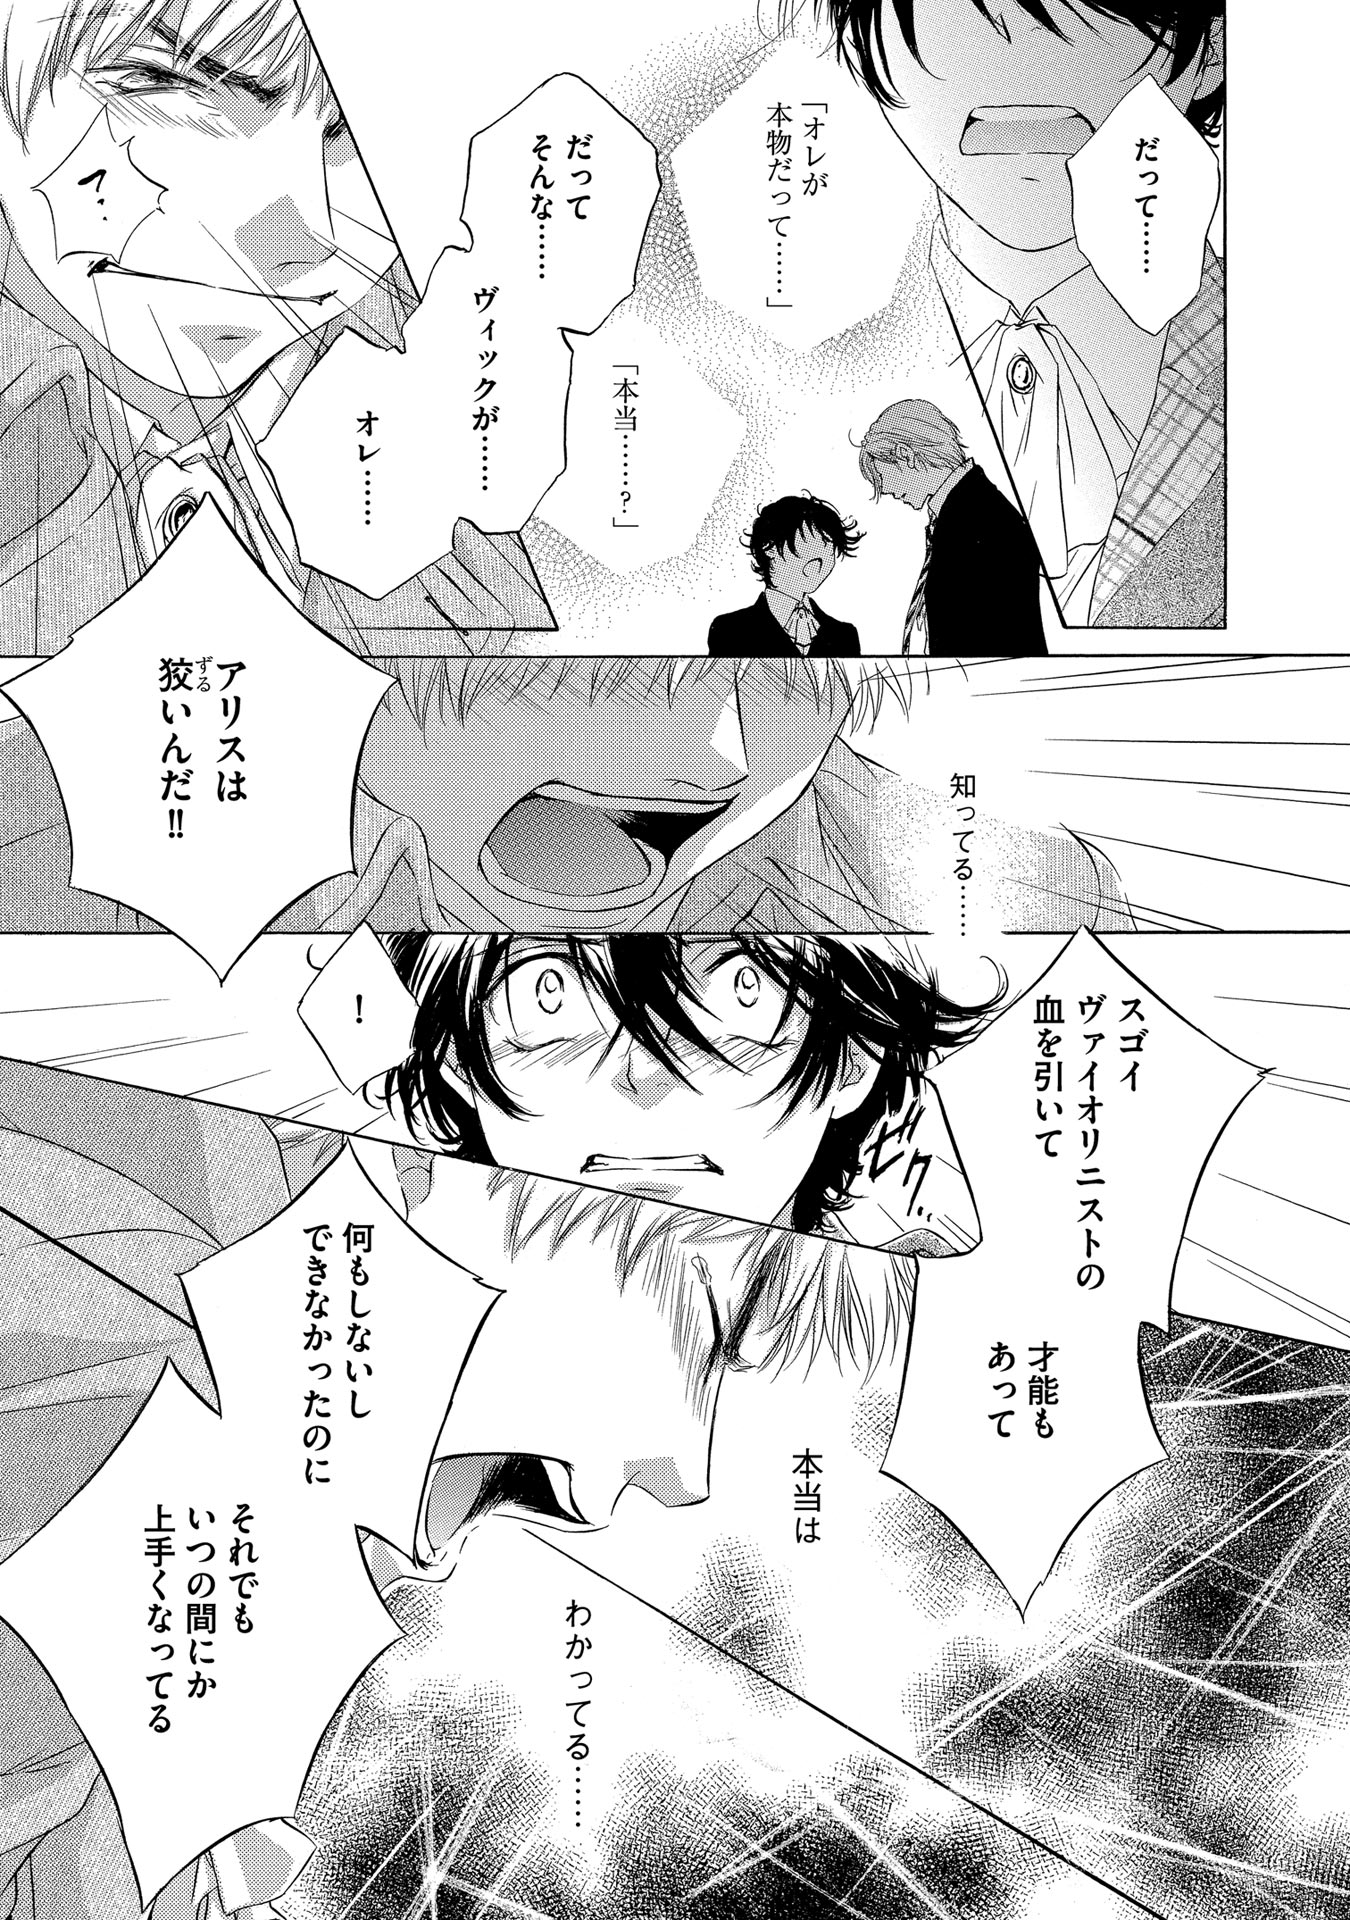 だって……
「オレが
本物だって……」
「本当……?」
だって
そんな……
ヴィックが……
オレ……
?
アリスは
狡いんだ!!
ずる
知ってる……
スゴイ
ヴァイオリニストの
血を引いて
才能も
あって
!
ゼク…
何もしないし
できなかったのに
それでも
いつの間にか
上手くなってる
本当は
わかってる……